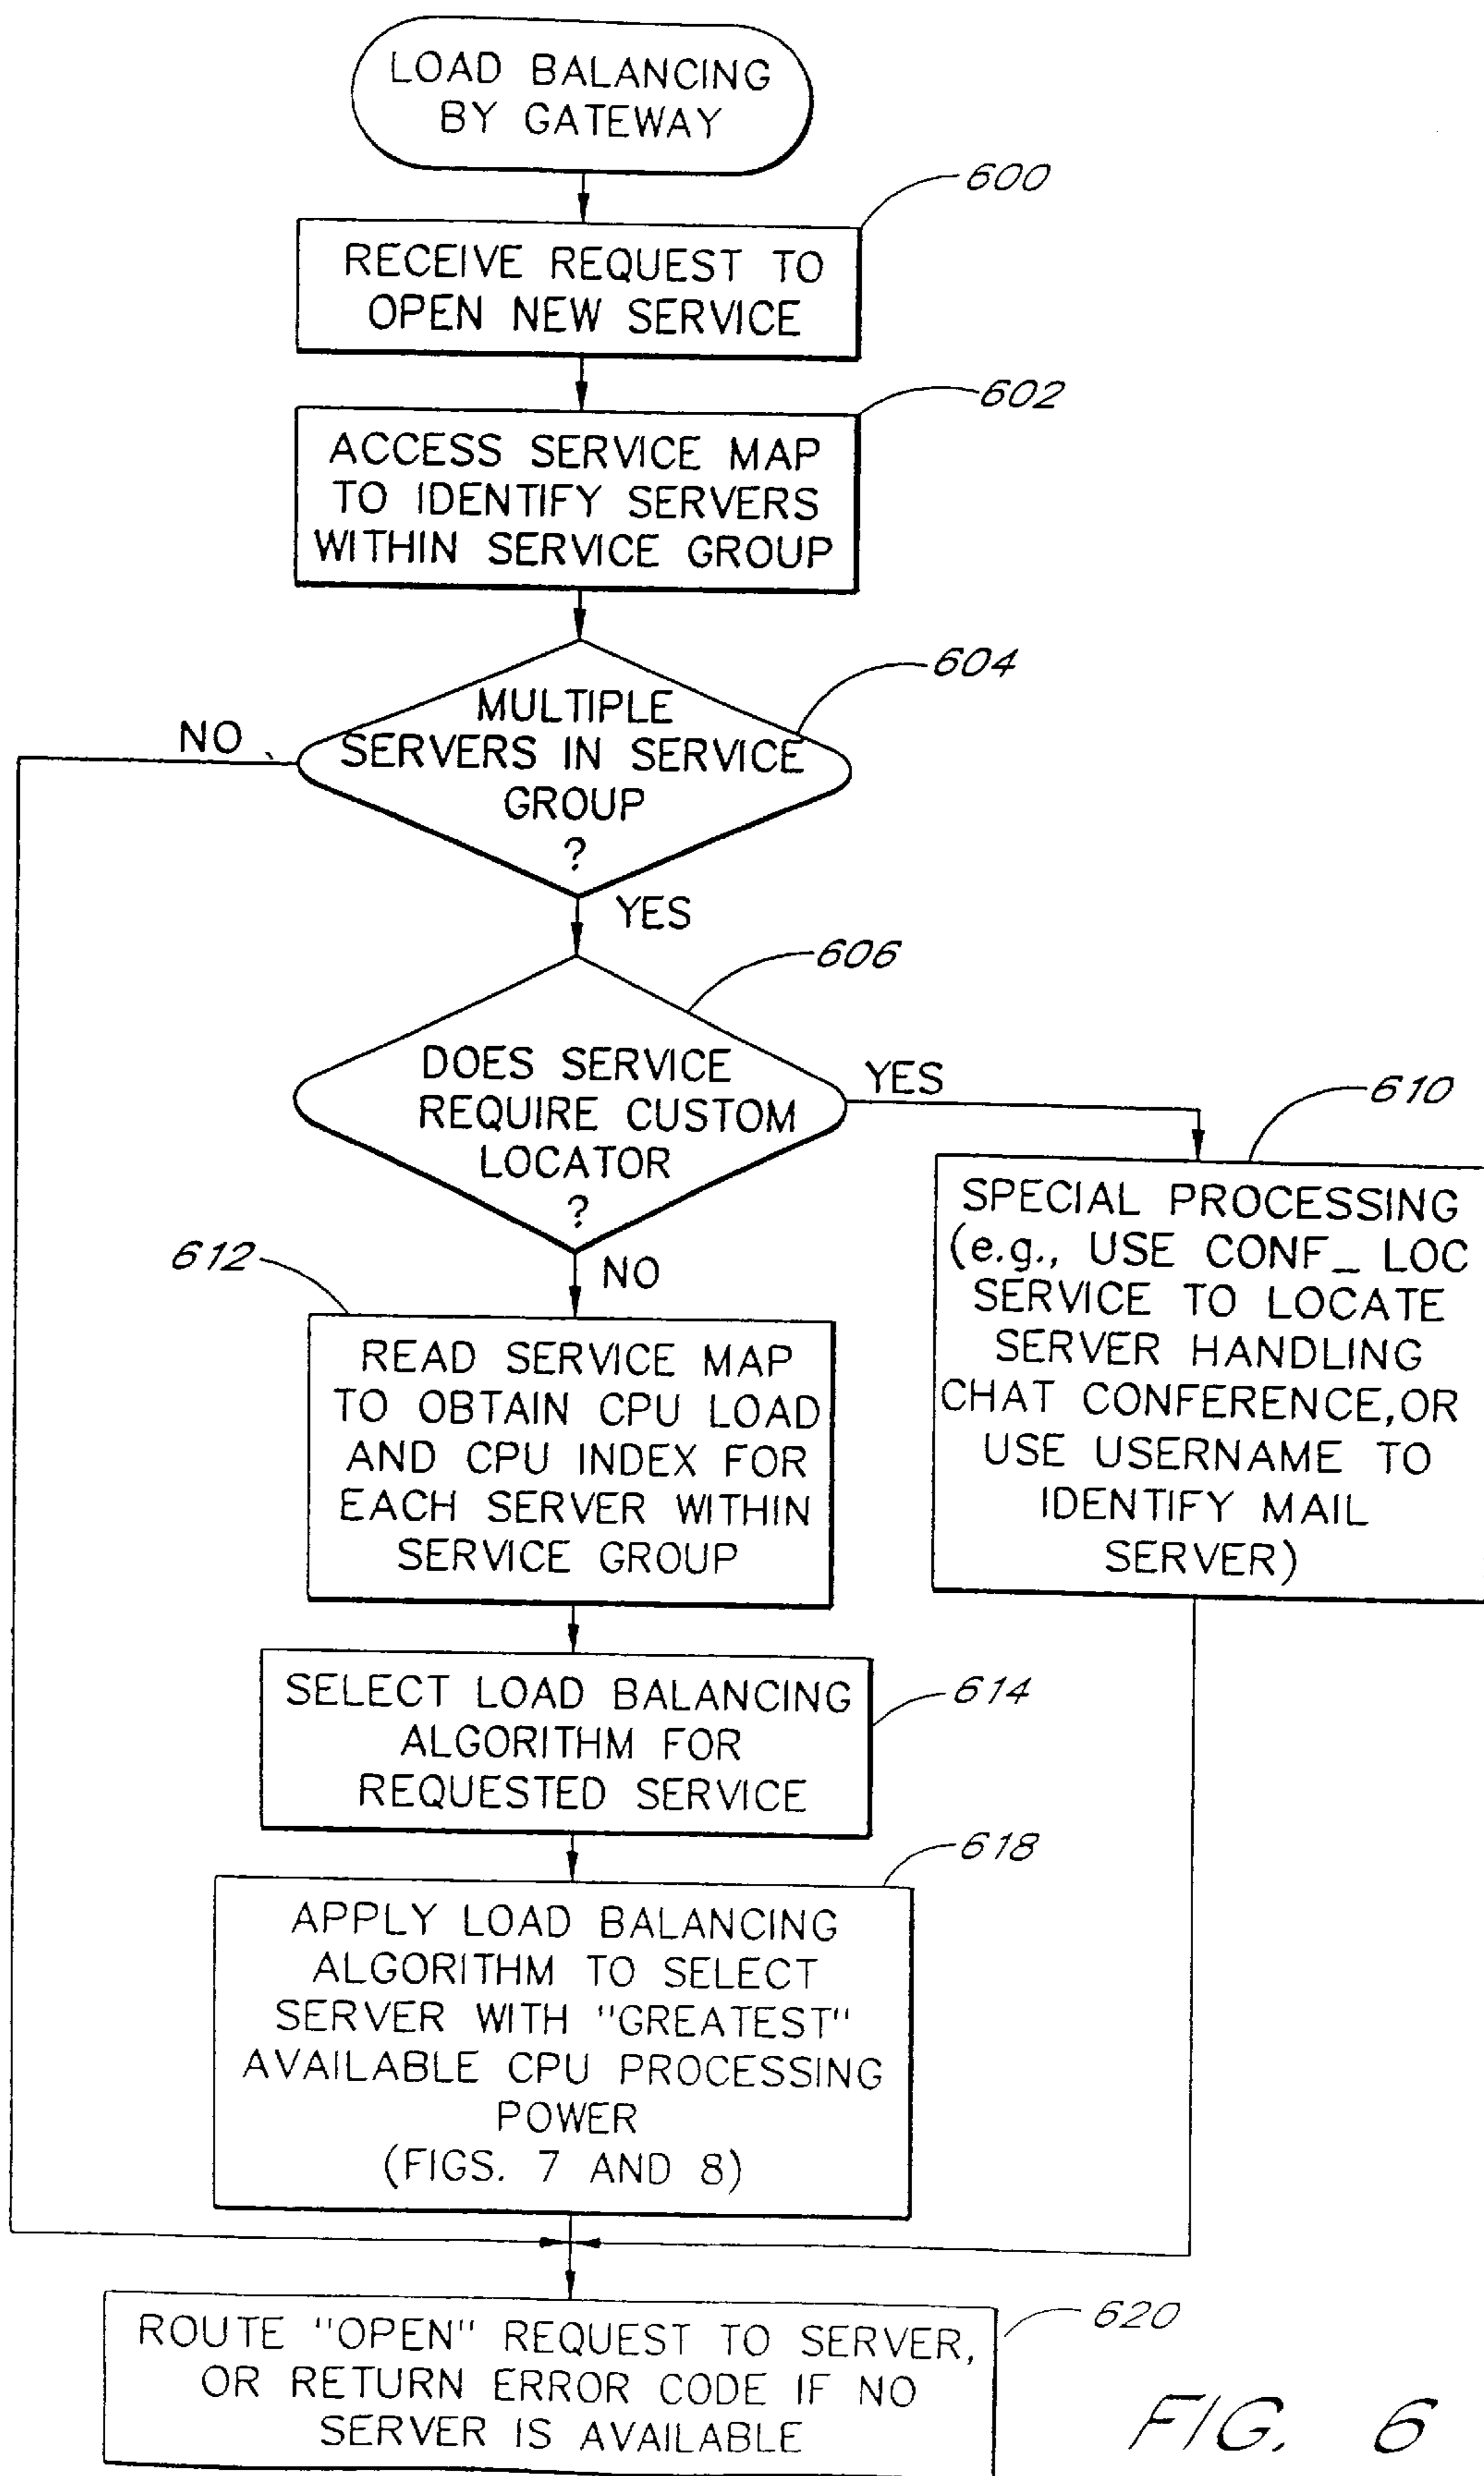 LOAD BALANCING
BY GATEWAY
600
RECEIVE REQUEST TO
OPEN NEW SERVICE
602
ACCESS SERVICE MAP
TO IDENTIFY SERVERS
WITHIN SERVICE GROUP
604
MULTIPLE
SERVERS IN SERVICE
GROUP
?
NO
YES
606
DOES SERVICE
REQUIRE CUSTOM
LOCATOR
?
YES
NO
610
SPECIAL PROCESSING
(e.g., USE CONF_ LOC
SERVICE TO LOCATE
SERVER HANDLING
CHAT CONFERENCE,OR
USE USERNAME TO
IDENTIFY MAIL
SERVER)
612
READ SERVICE MAP
TO OBTAIN CPU LOAD
AND CPU INDEX FOR
EACH SERVER WITHIN
SERVICE GROUP
614
SELECT LOAD BALANCING
ALGORITHM FOR
REQUESTED SERVICE
618
APPLY LOAD BALANCING
ALGORITHM TO SELECT
SERVER WITH "GREATEST"
AVAILABLE CPU PROCESSING
POWER
(FIGS. 7 AND 8)
620
ROUTE "OPEN" REQUEST TO SERVER,
OR RETURN ERROR CODE IF NO
SERVER IS AVAILABLE
FIG. 6